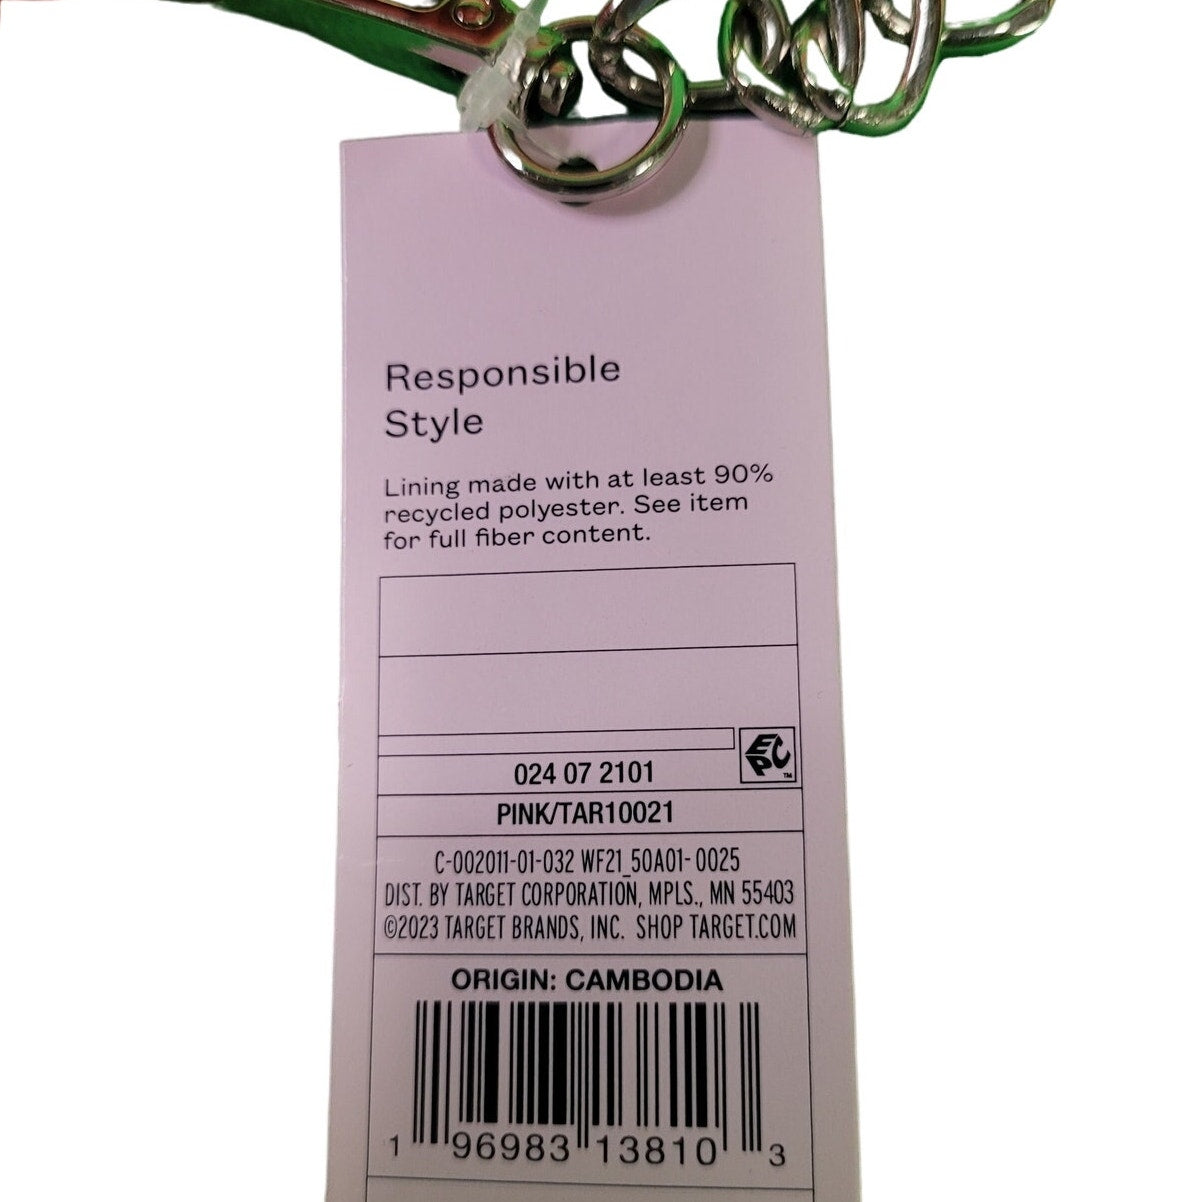 Responsible
Style
Lining made with at least 90%
recycled polyester. See item
for full fiber content.
EPC™
024 07 2101
PINK/TAR10021
C-002011-01-032 WF21_50A01-0025
DIST. BY TARGET CORPORATION, MPLS., MN 55403
©2023 TARGET BRANDS, INC. SHOP TARGET.COM
ORIGIN: CAMBODIA
1 96983 13810 3